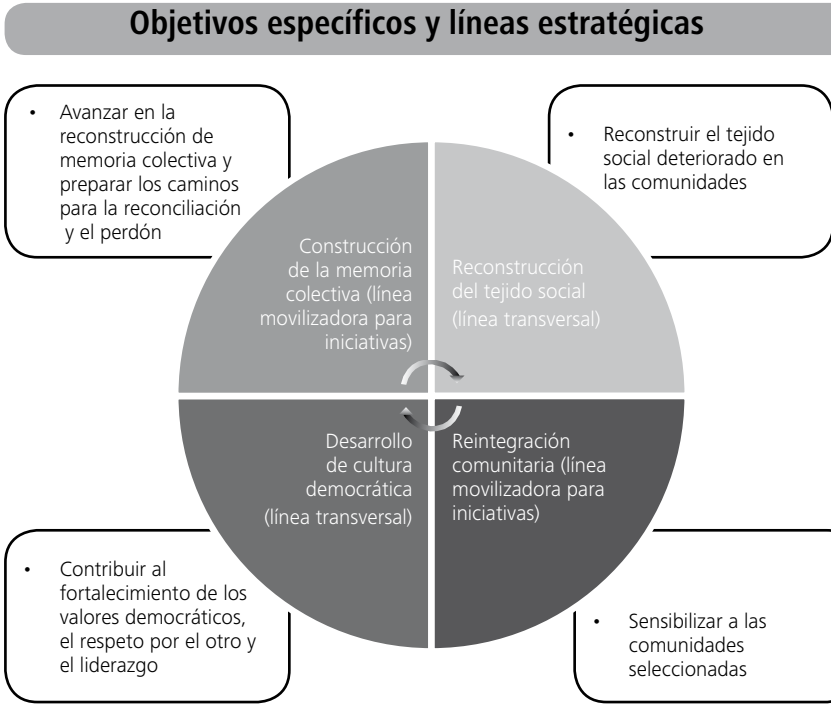 Objetivos específicos y líneas estratégicas
• Avanzar en la
reconstrucción de
memoria colectiva y
preparar los caminos
para la reconciliación
y el perdón
• Reconstruir el tejido
social deteriorado en
las comunidades
Construcción
de la memoria
colectiva (línea
movilizadora para
iniciativas)
Reconstrucción
del tejido social
(línea transversal)
Desarrollo
de cultura
democrática
(línea transversal)
Reintegración
comunitaria (línea
movilizadora para
iniciativas)
• Contribuir al
fortalecimiento de los
valores democráticos,
el respeto por el otro y
el liderazgo
• Sensibilizar a las
comunidades
seleccionadas